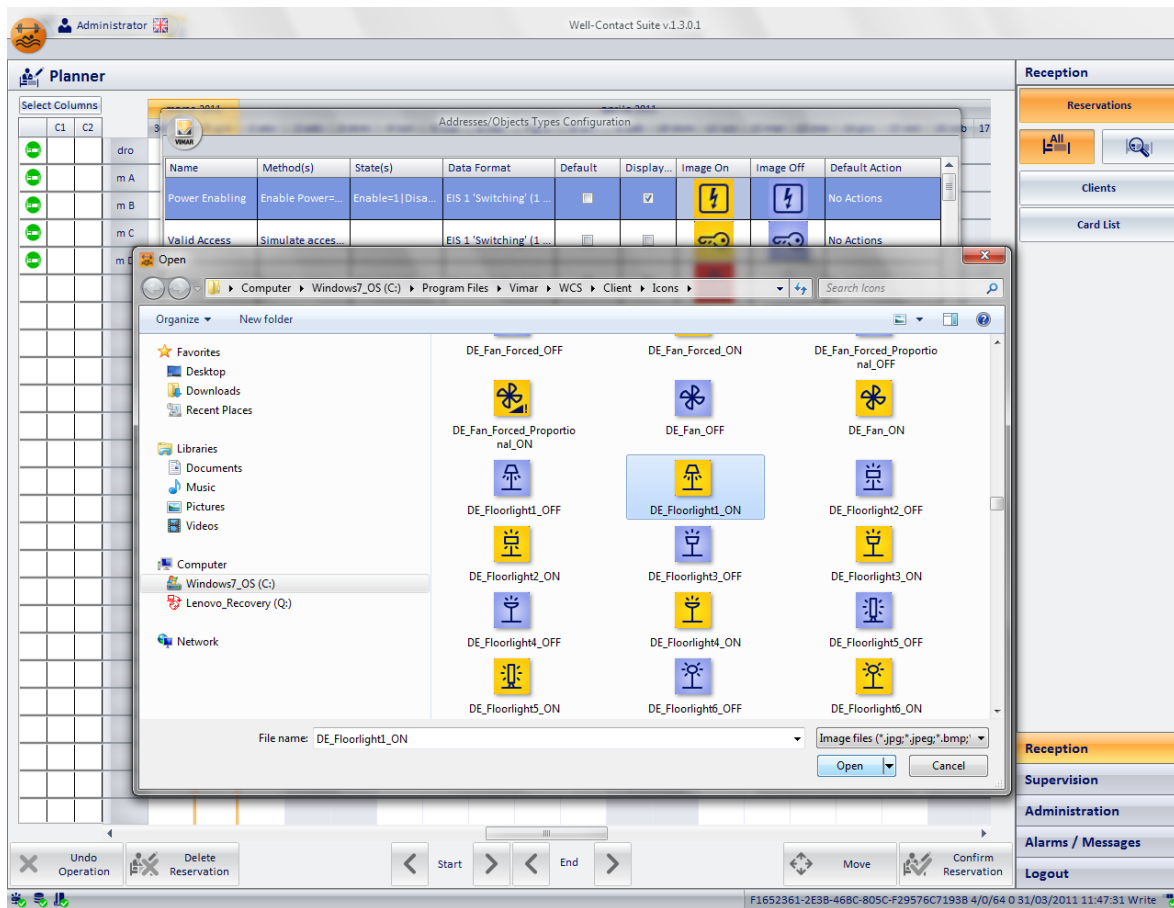 Administrator
Well-Contact Suite v.1.3.0.1
Planner
Select Columns
C1 C2
dro
m A
m B
m C
Addresses/Objects Types Configuration
VIMAR
b 17
Name Method(s) State(s) Data Format Default Display... Image On Image Off Default Action
Power Enabling Enable Power=... Enable=1|Disa... EIS 1 'Switching' (1 ... No Actions
Valid Access Simulate acces... EIS 1 'Switching' (1 ... No Actions
Open
Computer Windows7_OS (C:) Program Files Vimar WCS Client Icons
Search Icons
Organize New folder
Favorites
Desktop
Downloads
Recent Places
Libraries
Documents
Music
Pictures
Videos
Computer
Windows7_OS (C:)
Lenovo_Recovery (Q:)
Network
DE_Fan_Forced_OFF DE_Fan_Forced_ON DE_Fan_Forced_Proportio
nal_OFF
DE_Fan_Forced_Proportio DE_Fan_OFF DE_Fan_ON
nal_ON
DE_Floorlight1_OFF DE_Floorlight1_ON DE_Floorlight2_OFF
DE_Floorlight2_ON DE_Floorlight3_OFF DE_Floorlight3_ON
DE_Floorlight4_OFF DE_Floorlight4_ON DE_Floorlight5_OFF
DE_Floorlight5_ON DE_Floorlight6_OFF DE_Floorlight6_ON
File name: DE_Floorlight1_ON
Image files (*.jpg;*.jpeg;*.bmp;*
Open Cancel
Reception
Reservations
All
Clients
Card List
Reception
Supervision
Administration
Alarms / Messages
Logout
Undo
Operation
Delete
Reservation
Start End
Move
Confirm
Reservation
F1652361-2E3B-46BC-805C-F29576C7193B 4/0/64 0 31/03/2011 11:47:31 Write